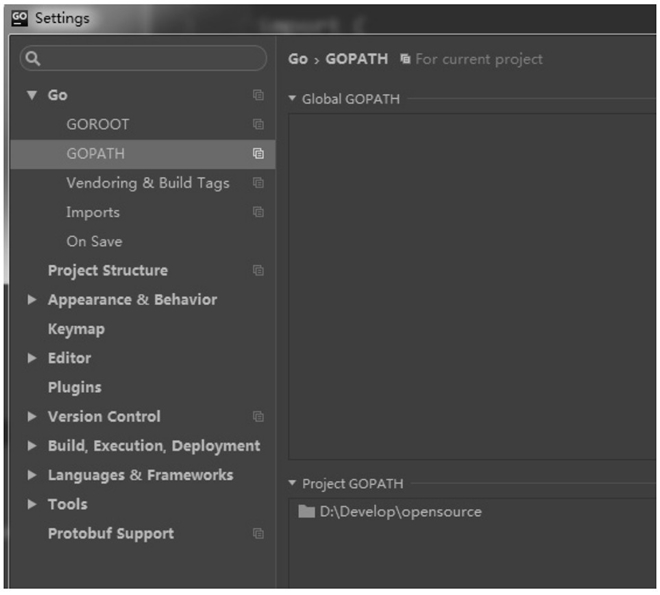 GO Settings
Go › GOPATH For current project
Go
GOROOT
GOPATH
Vendoring & Build Tags
Imports
On Save
Project Structure
Appearance & Behavior
Keymap
Editor
Plugins
Version Control
Build, Execution, Deployment
Languages & Frameworks
Tools
Protobuf Support
Global GOPATH
Project GOPATH
D:\Develop\opensource